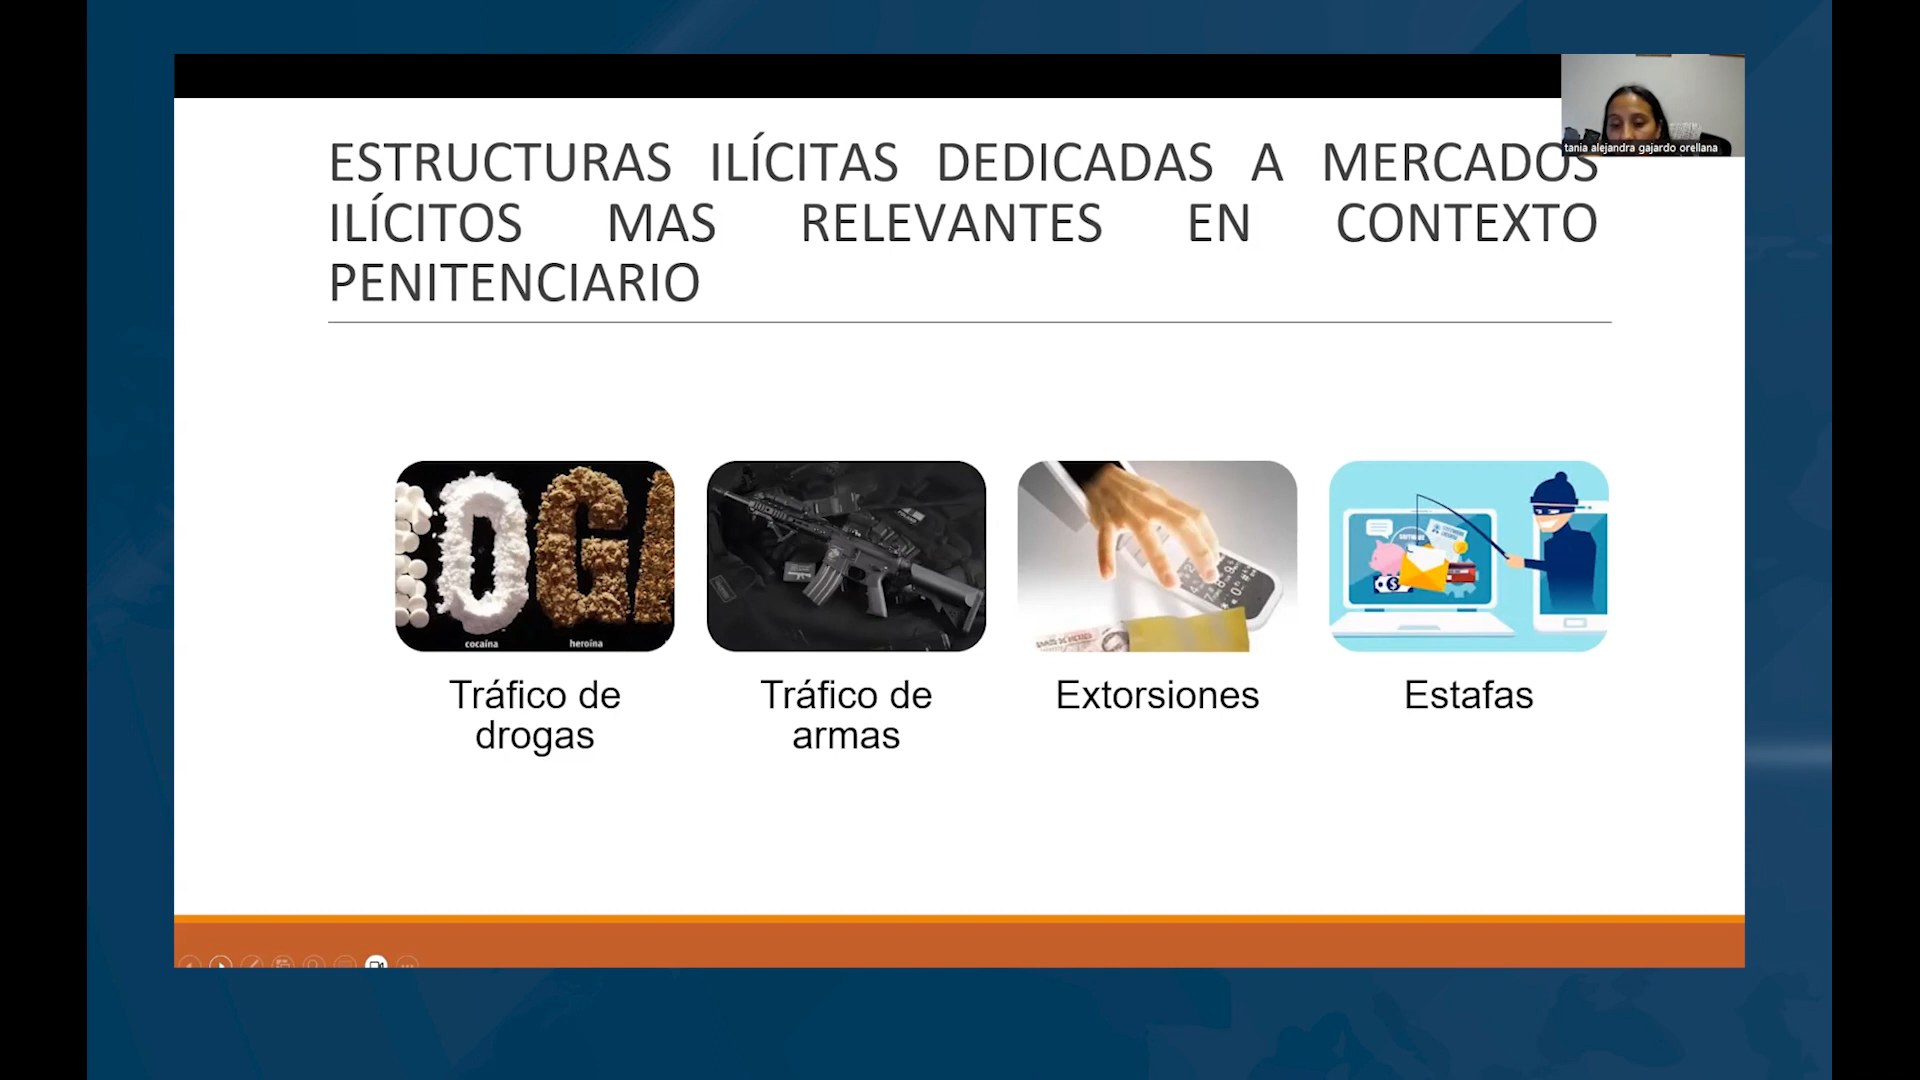 tania alejandra gajardo orellana
ESTRUCTURAS ILÍCITAS DEDICADAS A MERCADOS
ILÍCITOS MAS RELEVANTES EN CONTEXTO
PENITENCIARIO
cocaína
heroína
Tráfico de
drogas
Tráfico de
armas
Extorsiones
Estafas